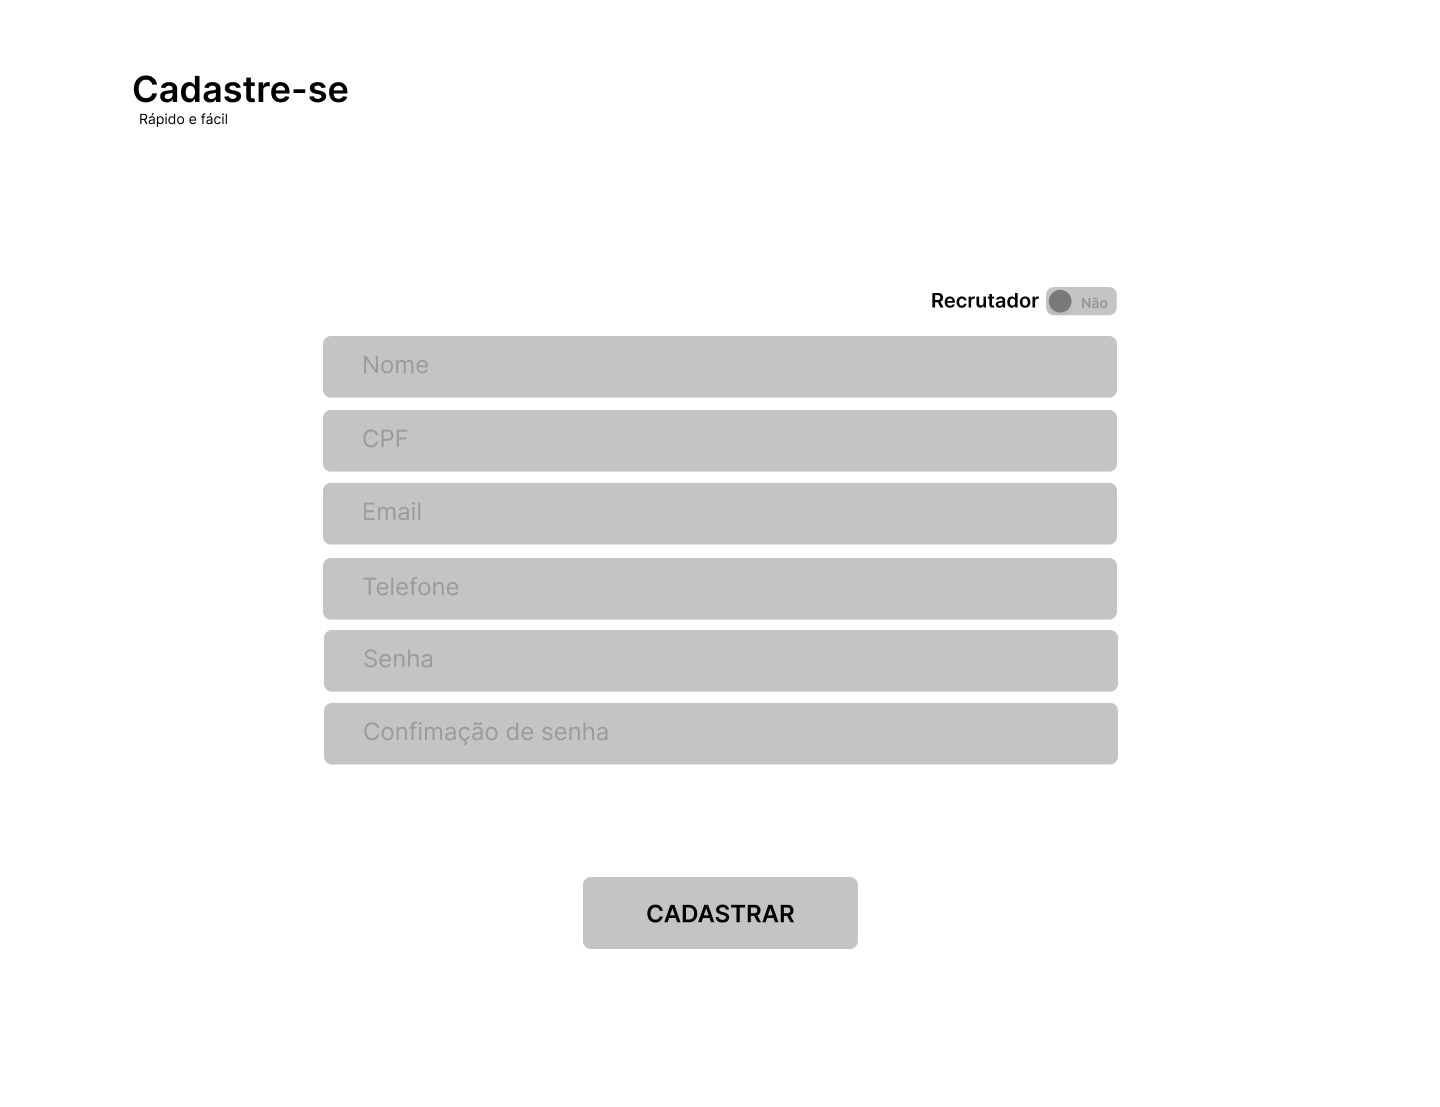 Cadastre-se
Rápido e fácil
Recrutador Não
Nome
CPF
Email
Telefone
Senha
Confimação de senha
CADASTRAR